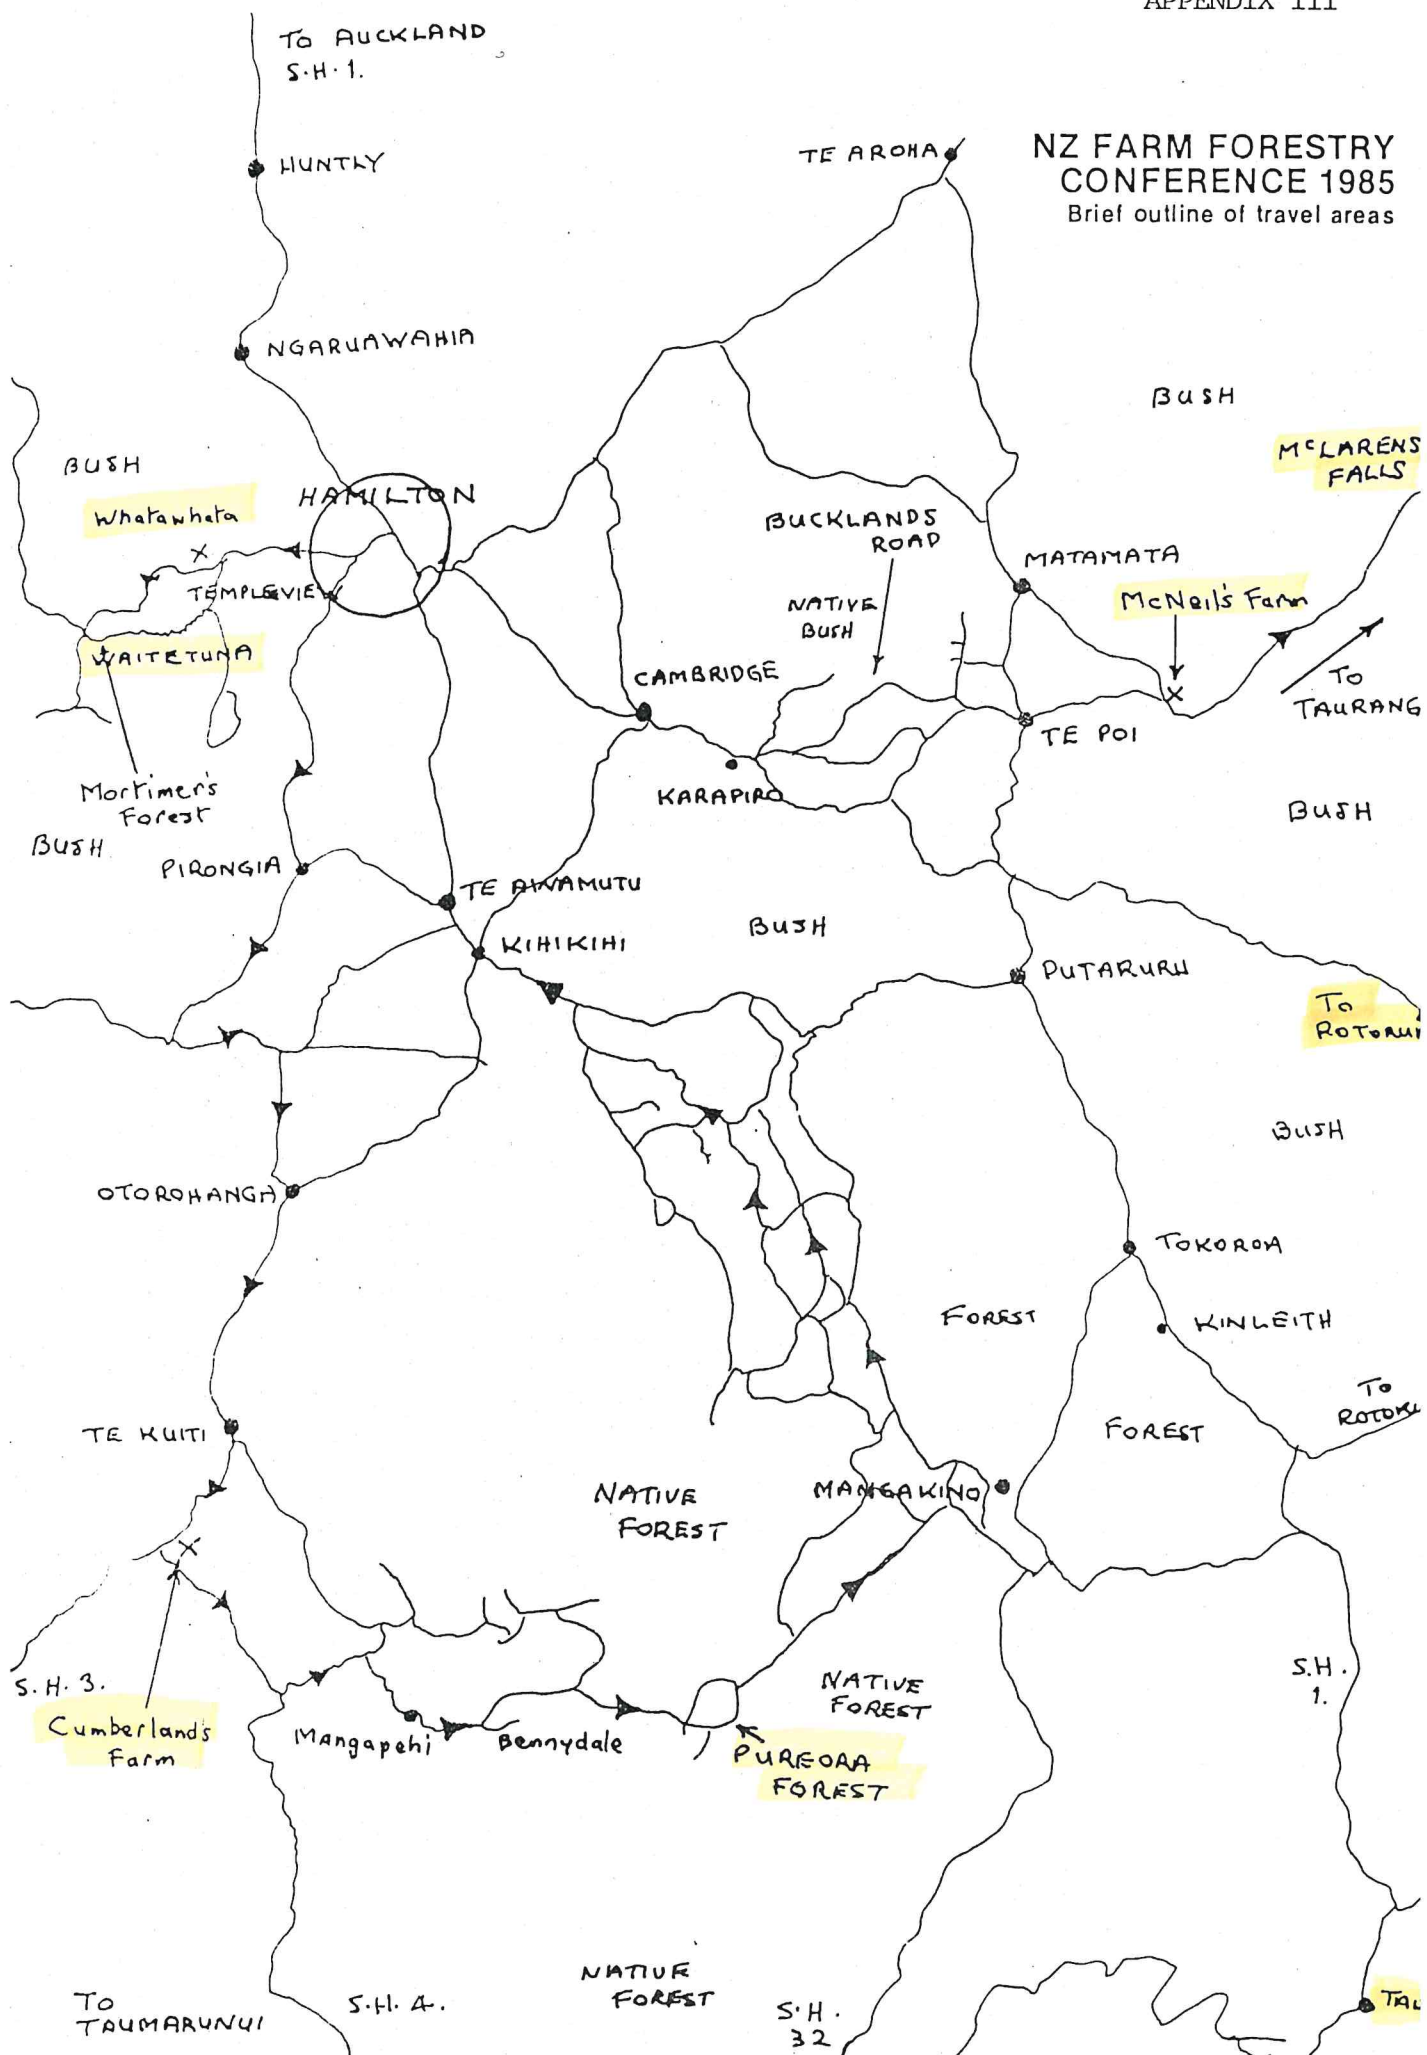 APPENDIX III
TO AUCKLAND
S.H.1.
HUNTLY
TE AROHA
NZ FARM FORESTRY
CONFERENCE 1985
Brief outline of travel areas
NGARUAWAHIA
BUSH
BUSH
McLARENS
FALLS
Whatawhata
HAMILTON
BUCKLANDS
ROAD
MATAMATA
TEMPLEVIEW
NATIVE
BUSH
McNeil's Farm
WAITETUNA
CAMBRIDGE
TO
TAURANG
TE POI
Mortimer's
Forest
KARAPIRO
BUSH
BUSH
PIRONGIA
TE AWAMUTU
BUSH
KIHIKIHI
PUTARURU
To
ROTORU
BUSH
OTOROHANGA
TOKOROA
FOREST
KINLEITH
To
ROTORU
TE KUITI
FOREST
NATIVE
FOREST
MANGAKINO
S.H.3.
NATIVE
FOREST
S.H.
1.
Cumberland's
Farm
Mangapehi
Bennydale
PUREORA
FOREST
NATIVE
FOREST
TO
TAUMARUNUI
S.H.4.
S.H.
32
TAU